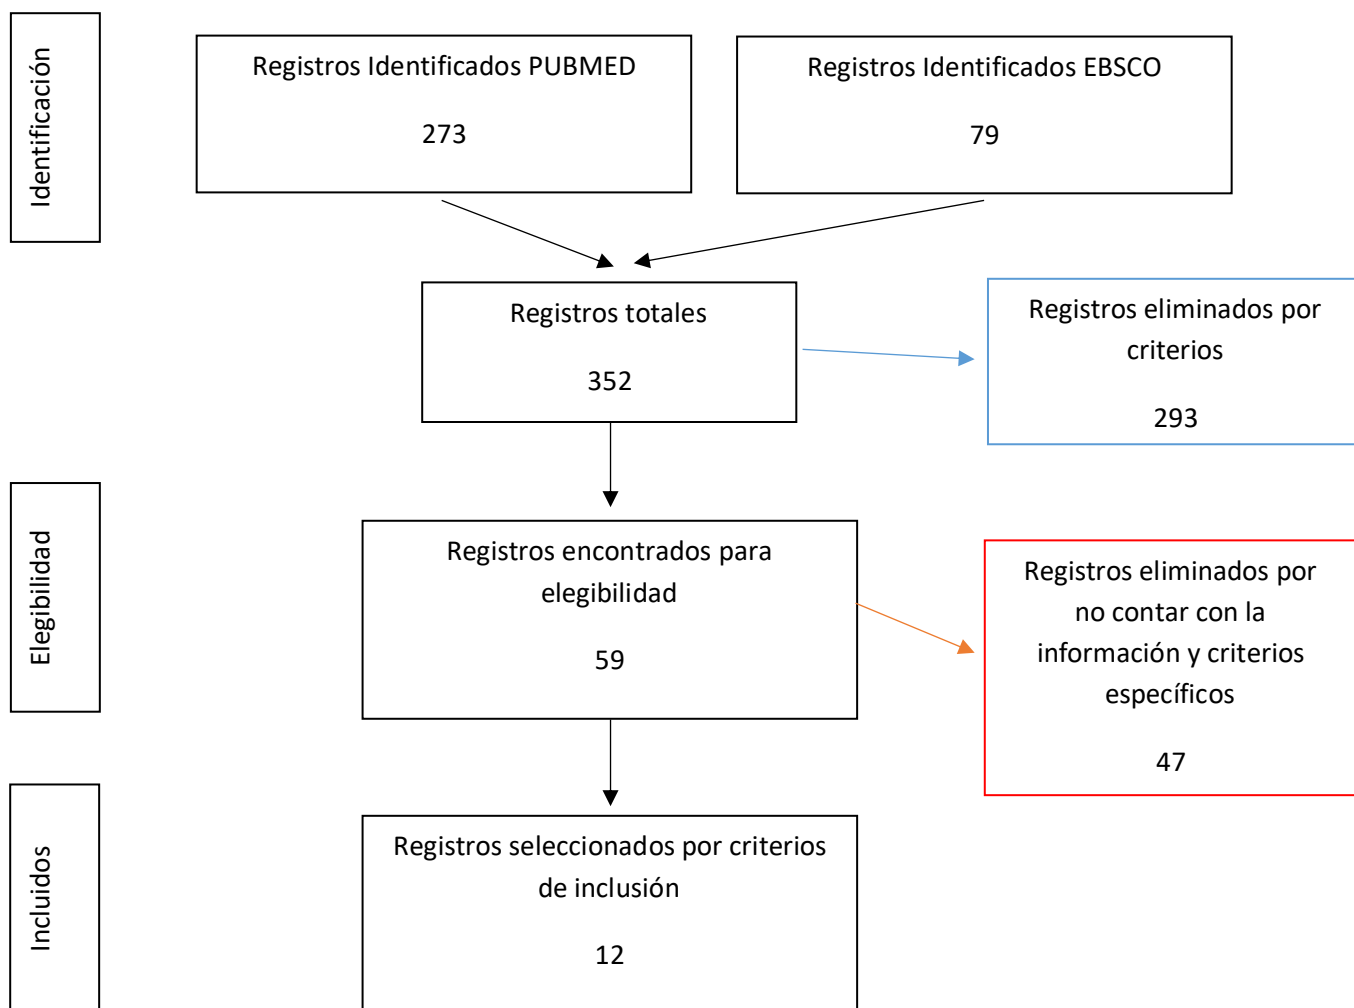 Identificación
Registros Identificados PUBMED
273
Registros Identificados EBSCO
79
Registros totales
352
Registros eliminados por
criterios
293
Elegibilidad
Registros encontrados para
elegibilidad
59
Registros eliminados por
no contar con la
información y criterios
específicos
47
Incluidos
Registros seleccionados por criterios
de inclusión
12